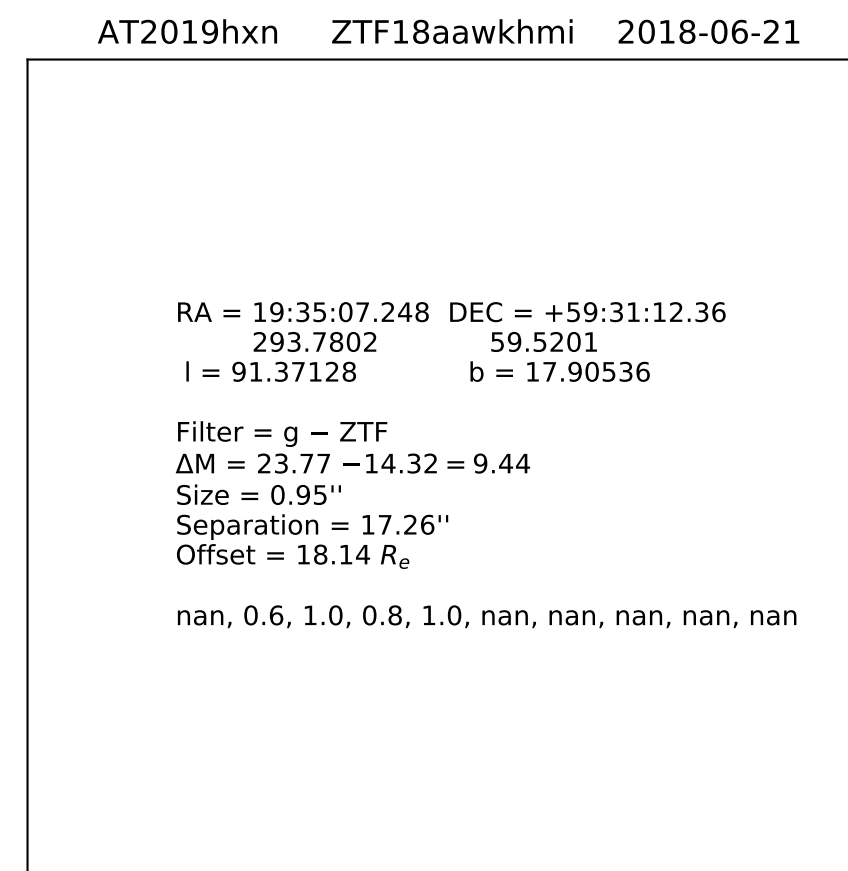 AT2019hxn ZTF18aawkhmi 2018-06-21
RA = 19:35:07.248 DEC = +59:31:12.36
293.7802 59.5201
l = 91.37128 b = 17.90536
Filter = g − ZTF
ΔM = 23.77 −14.32 = 9.44
Size = 0.95''
Separation = 17.26''
Offset = 18.14 Rₑ
nan, 0.6, 1.0, 0.8, 1.0, nan, nan, nan, nan, nan